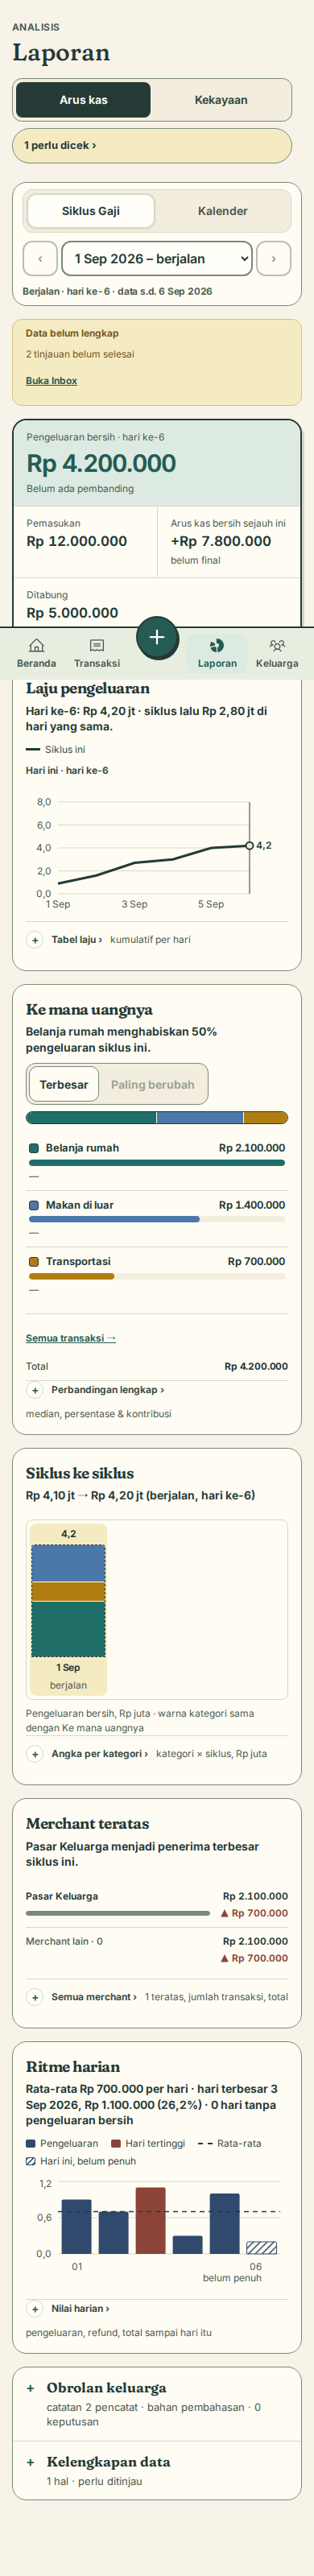 ANALISIS
Laporan
Arus kas
Kekayaan
1 perlu dicek ›
Siklus Gaji
Kalender
‹
1 Sep 2026 – berjalan
›
Berjalan · hari ke-6 · data s.d. 6 Sep 2026
Data belum lengkap
2 tinjauan belum selesai
Buka Inbox
Pengeluaran bersih · hari ke-6
Rp 4.200.000
Belum ada pembanding
Pemasukan
Rp 12.000.000
Arus kas bersih sejauh ini
+Rp 7.800.000
belum final
Ditabung
Rp 5.000.000
+
Beranda
Transaksi
Laporan
Keluarga
Laju pengeluaran
Hari ke-6: Rp 4,20 jt · siklus lalu Rp 2,80 jt di
hari yang sama.
Siklus ini
Hari ini · hari ke-6
8,0
6,0
4,0
2,0
0,0
4,2
1 Sep
3 Sep
5 Sep
+ Tabel laju › kumulatif per hari
Ke mana uangnya
Belanja rumah menghabiskan 50%
pengeluaran siklus ini.
Terbesar
Paling berubah
Belanja rumah Rp 2.100.000
—
Makan di luar Rp 1.400.000
—
Transportasi Rp 700.000
—
Semua transaksi →
Total Rp 4.200.000
+ Perbandingan lengkap ›
median, persentase & kontribusi
Siklus ke siklus
Rp 4,10 jt → Rp 4,20 jt (berjalan, hari ke-6)
4,2
1 Sep
berjalan
Pengeluaran bersih, Rp juta · warna kategori sama
dengan Ke mana uangnya
+ Angka per kategori › kategori × siklus, Rp juta
Merchant teratas
Pasar Keluarga menjadi penerima terbesar
siklus ini.
Pasar Keluarga Rp 2.100.000
▲ Rp 700.000
Merchant lain · 0 Rp 2.100.000
▲ Rp 700.000
+ Semua merchant › 1 teratas, jumlah transaksi, total
Ritme harian
Rata-rata Rp 700.000 per hari · hari terbesar 3
Sep 2026, Rp 1.100.000 (26,2%) · 0 hari tanpa
pengeluaran bersih
Pengeluaran Hari tertinggi Rata-rata
Hari ini, belum penuh
1,2
0,6
0,0
01
06
belum penuh
+ Nilai harian ›
pengeluaran, refund, total sampai hari itu
+ Obrolan keluarga
catatan 2 pencatat · bahan pembahasan · 0
keputusan
+ Kelengkapan data
1 hal · perlu ditinjau